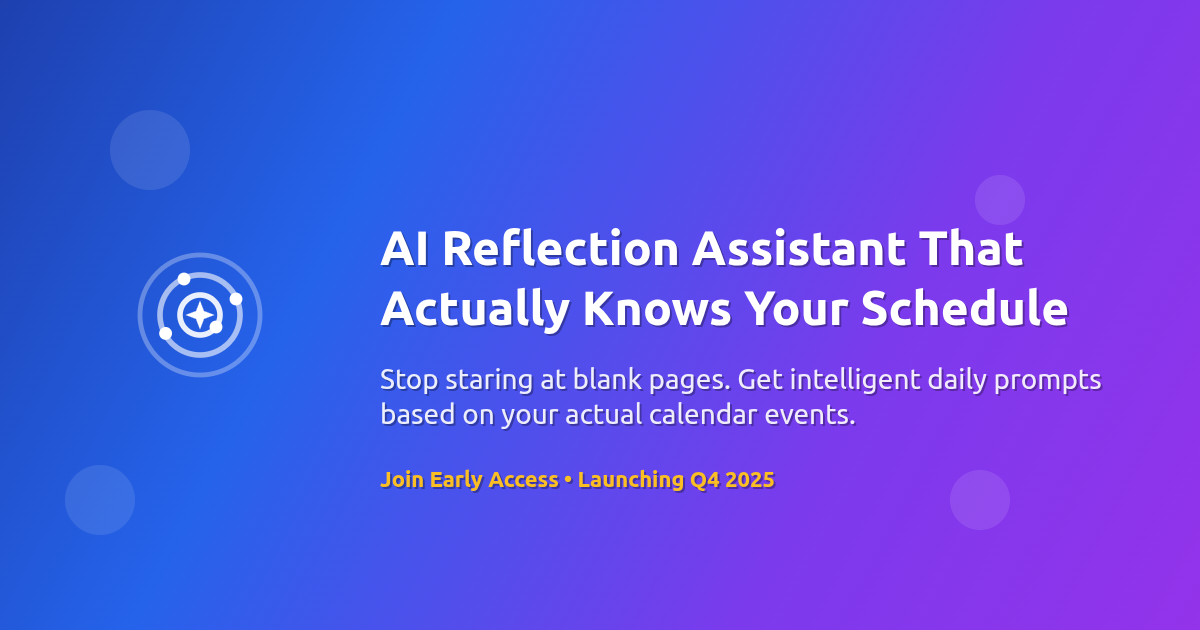 AI Reflection Assistant That
Actually Knows Your Schedule
Stop staring at blank pages. Get intelligent daily prompts
based on your actual calendar events.
Join Early Access • Launching Q4 2025